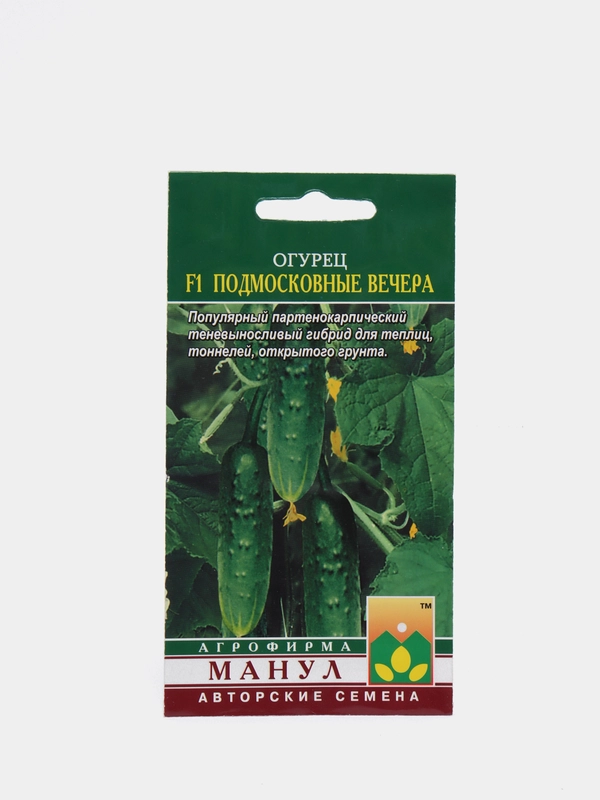 ОГУРЕЦ
F1 ПОДМОСКОВНЫЕ ВЕЧЕРА
Популярный партенокарпический
теневыносливый гибрид для теплиц,
тоннелей, открытого грунта.
TM
АГРОФИРМА
МАНУЛ
АВТОРСКИЕ СЕМЕНА